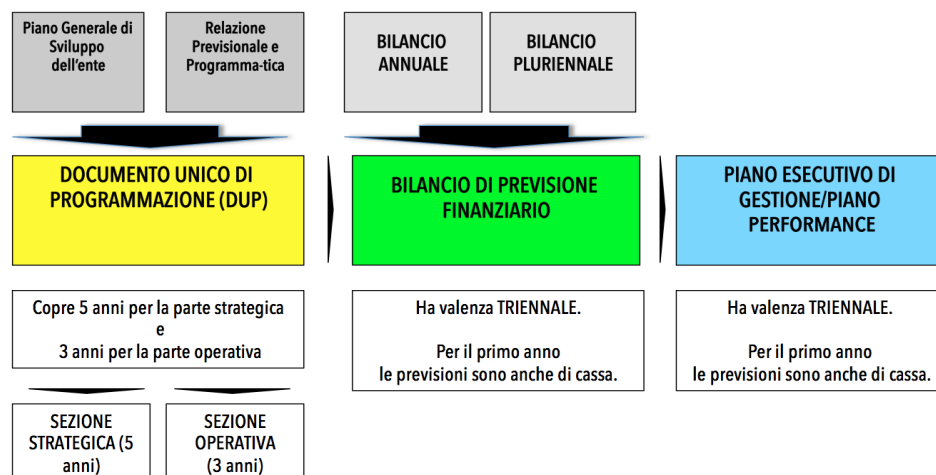 Piano Generale di
Sviluppo
dell'ente
Relazione
Previsionale e
Programma-tica
BILANCIO
ANNUALE
BILANCIO
PLURIENNALE
DOCUMENTO UNICO DI
PROGRAMMAZIONE (DUP)
BILANCIO DI PREVISIONE
FINANZIARIO
PIANO ESECUTIVO DI
GESTIONE/PIANO
PERFORMANCE
Copre 5 anni per la parte strategica
e
3 anni per la parte operativa
Ha valenza TRIENNALE.
Per il primo anno
le previsioni sono anche di cassa.
Ha valenza TRIENNALE.
Per il primo anno
le previsioni sono anche di cassa.
SEZIONE
STRATEGICA (5
anni)
SEZIONE
OPERATIVA
(3 anni)